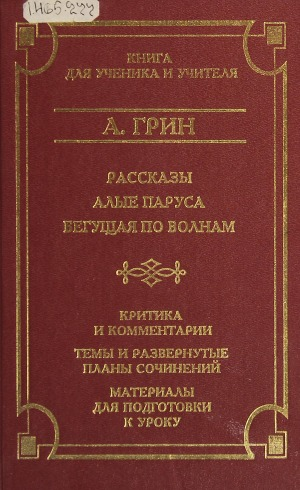 КНИГА
ДЛЯ УЧЕНИКА И УЧИТЕЛЯ
А. ГРИН
РАССКАЗЫ
АЛЫЕ ПАРУСА
БЕГУЩАЯ ПО ВОЛНАМ
КРИТИКА
И КОММЕНТАРИИ
ТЕМЫ И РАЗВЕРНУТЫЕ
ПЛАНЫ СОЧИНЕНИЙ
МАТЕРИАЛЫ
ДЛЯ ПОДГОТОВКИ
К УРОКУ